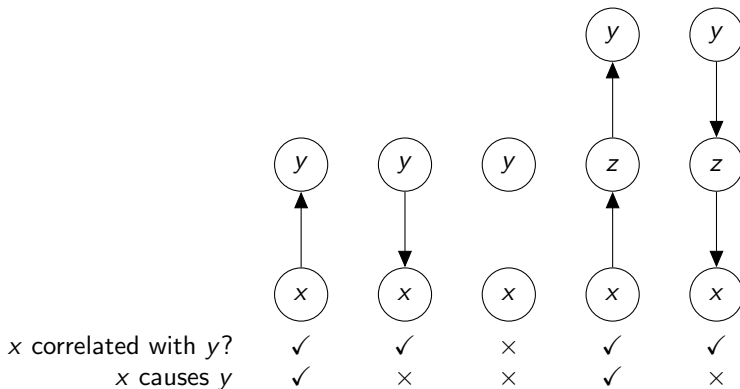 y y
y y y z z
x x x x x
x correlated with y? ✓ ✓ × ✓ ✓
x causes y ✓ × × ✓ ×